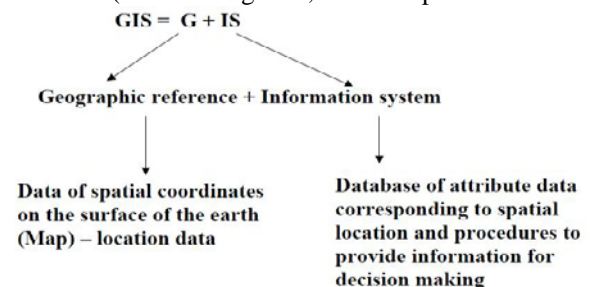 GIS = G + IS
Geographic reference + Information system
Data of spatial coordinates
on the surface of the earth
(Map) – location data
Database of attribute data
corresponding to spatial
location and procedures to
provide information for
decision making